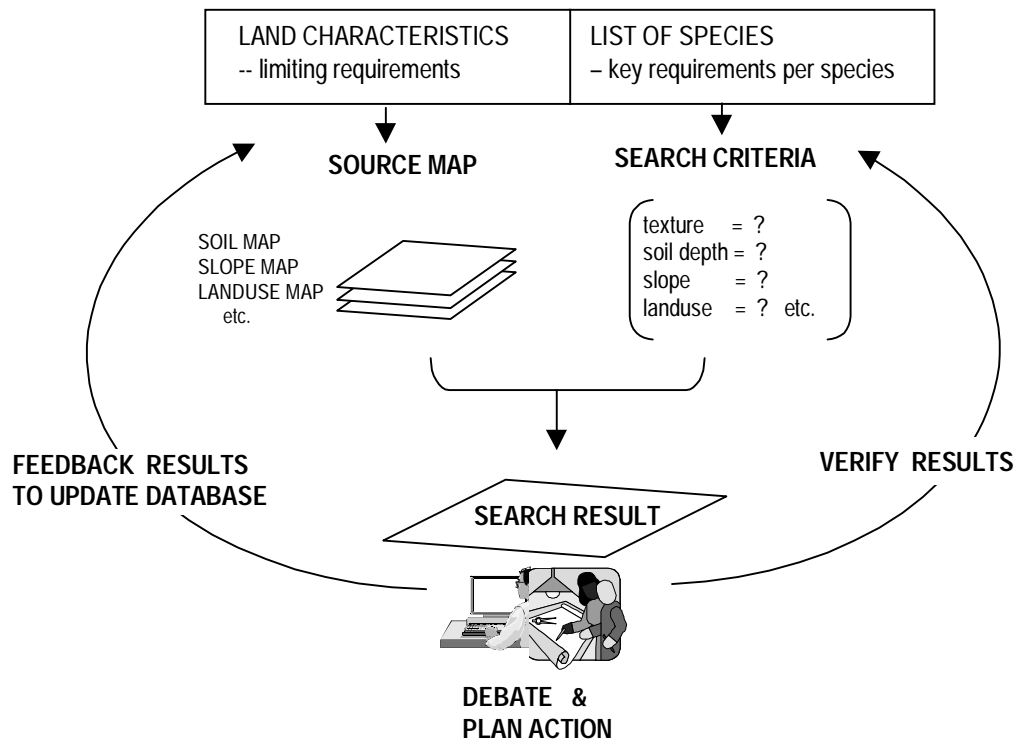 LAND CHARACTERISTICS
-- limiting requirements
LIST OF SPECIES
– key requirements per species
SOURCE MAP
SEARCH CRITERIA
SOIL MAP
SLOPE MAP
LANDUSE MAP
etc.
texture = ?
soil depth = ?
slope = ?
landuse = ? etc.
FEEDBACK RESULTS
TO UPDATE DATABASE
VERIFY RESULTS
SEARCH RESULT
DEBATE &
PLAN ACTION